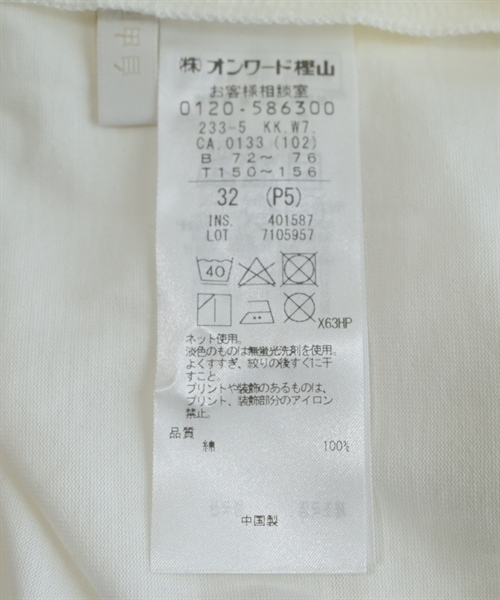 ㈱オンワード樫山
お客様相談室
0120-586300
233-5 KK.W7.
CA.0133 (102)
B 72〜 76
T150〜156
32 (P5)
INS. 401587
LOT 7105957
40
X63HP
ネット使用。
淡色のものは無蛍光洗剤を使用。
よくすすぎ、絞りの後すぐに干
すこと。
プリントや装飾のあるものは、
プリント、装飾部分のアイロン
禁止。
品質
綿 100%
中国製